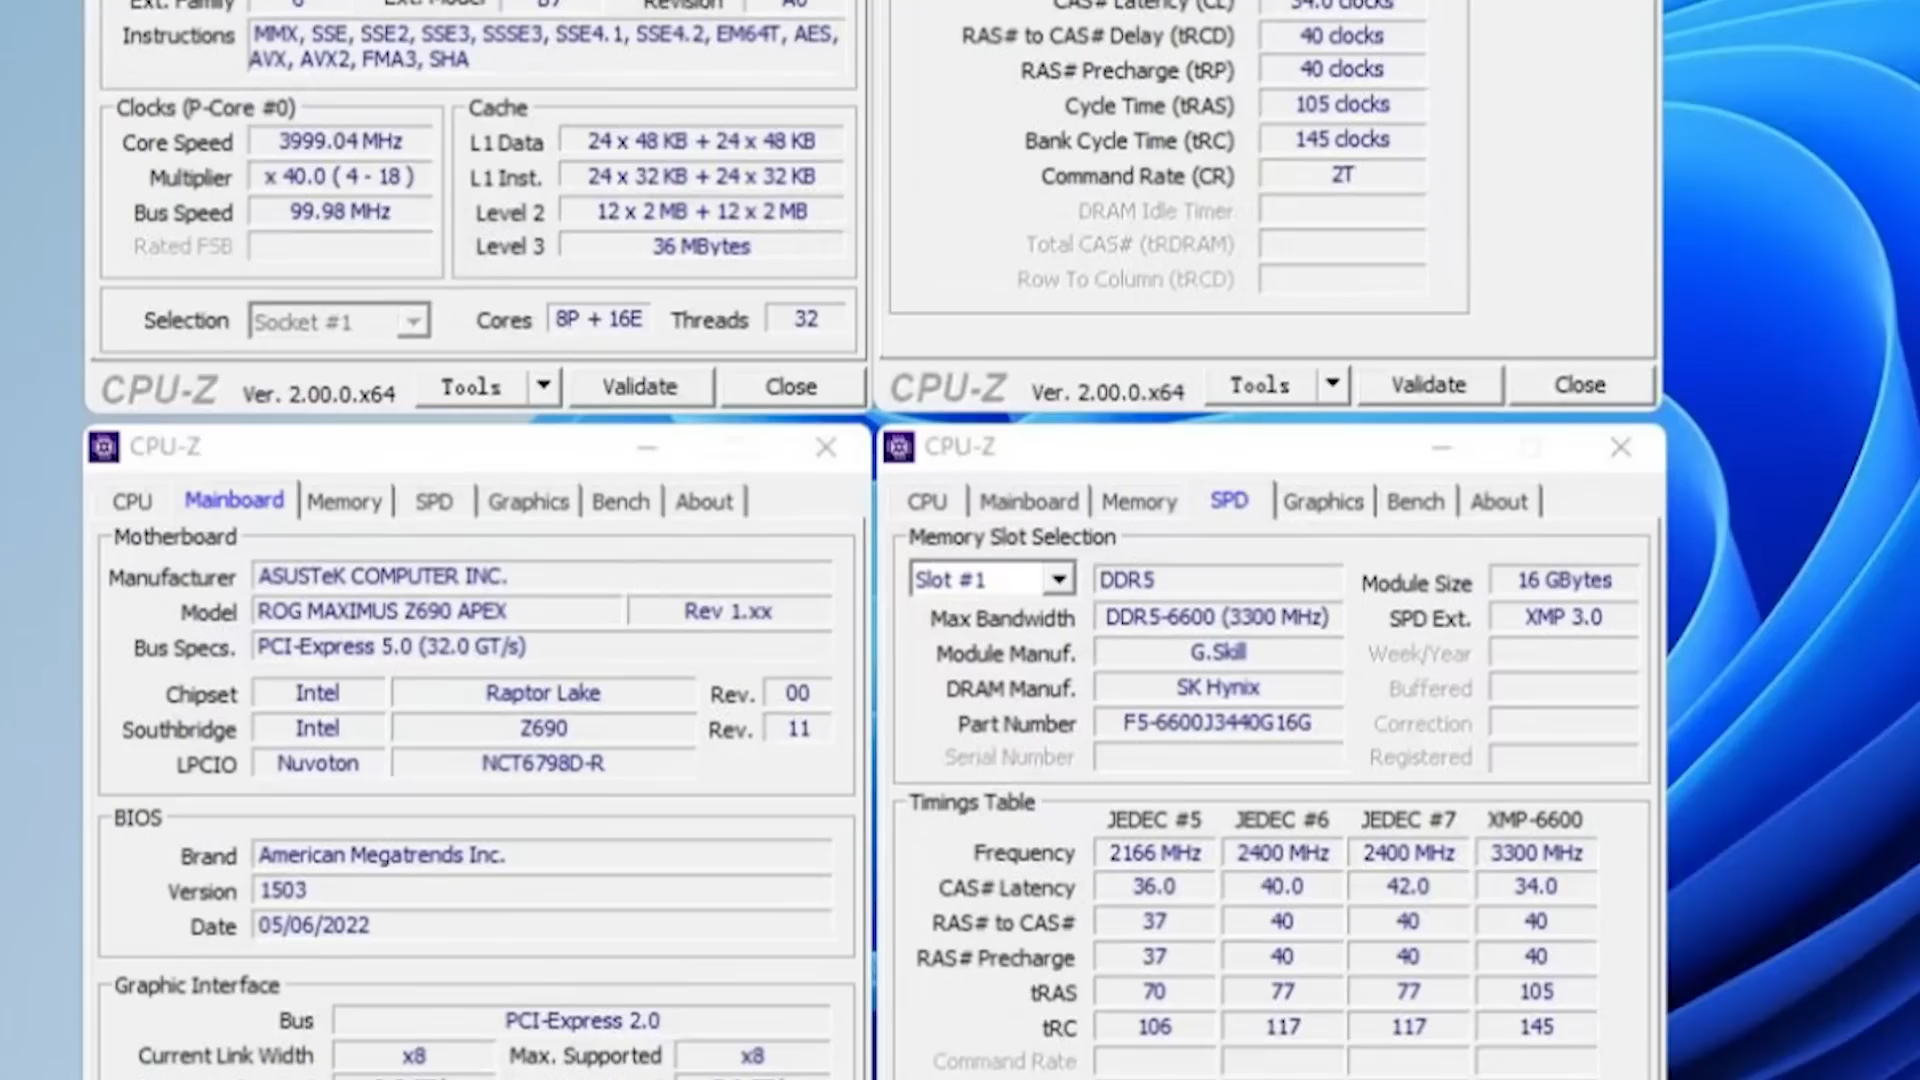 Ext. Family 6 Ext. Model B7 Revision A0
Instructions MMX, SSE, SSE2, SSE3, SSSE3, SSE4.1, SSE4.2, EM64T, AES,
AVX, AVX2, FMA3, SHA
Clocks (P-Core #0)
Core Speed 3999.04 MHz
Multiplier x 40.0 ( 4 - 18 )
Bus Speed 99.98 MHz
Rated FSB
Cache
L1 Data 24 x 48 KB + 24 x 48 KB
L1 Inst. 24 x 32 KB + 24 x 32 KB
Level 2 12 x 2 MB + 12 x 2 MB
Level 3 36 MBytes
Selection Socket #1 Cores 8P + 16E Threads 32
CPU-Z Ver. 2.00.0.x64 Tools Validate Close
CAS# Latency (CL) 34.0 clocks
RAS# to CAS# Delay (tRCD) 40 clocks
RAS# Precharge (tRP) 40 clocks
Cycle Time (tRAS) 105 clocks
Bank Cycle Time (tRC) 145 clocks
Command Rate (CR) 2T
DRAM Idle Timer
Total CAS# (tRDRAM)
Row To Column (tRCD)
CPU-Z Ver. 2.00.0.x64 Tools Validate Close
CPU-Z
CPU Mainboard Memory SPD Graphics Bench About
Motherboard
Manufacturer ASUSTeK COMPUTER INC.
Model ROG MAXIMUS Z690 APEX Rev 1.xx
Bus Specs. PCI-Express 5.0 (32.0 GT/s)
Chipset Intel Raptor Lake Rev. 00
Southbridge Intel Z690 Rev. 11
LPCIO Nuvoton NCT6798D-R
BIOS
Brand American Megatrends Inc.
Version 1503
Date 05/06/2022
Graphic Interface
Bus PCI-Express 2.0
Current Link Width x8 Max. Supported x8
CPU-Z
CPU Mainboard Memory SPD Graphics Bench About
Memory Slot Selection
Slot #1 DDR5 Module Size 16 GBytes
Max Bandwidth DDR5-6600 (3300 MHz) SPD Ext. XMP 3.0
Module Manuf. G.Skill Week/Year
DRAM Manuf. SK Hynix Buffered
Part Number F5-6600J3440G16G Correction
Serial Number Registered
Timings Table
JEDEC #5 JEDEC #6 JEDEC #7 XMP-6600
Frequency 2166 MHz 2400 MHz 2400 MHz 3300 MHz
CAS# Latency 36.0 40.0 42.0 34.0
RAS# to CAS# 37 40 40 40
RAS# Precharge 37 40 40 40
tRAS 70 77 77 105
tRC 106 117 117 145
Command Rate